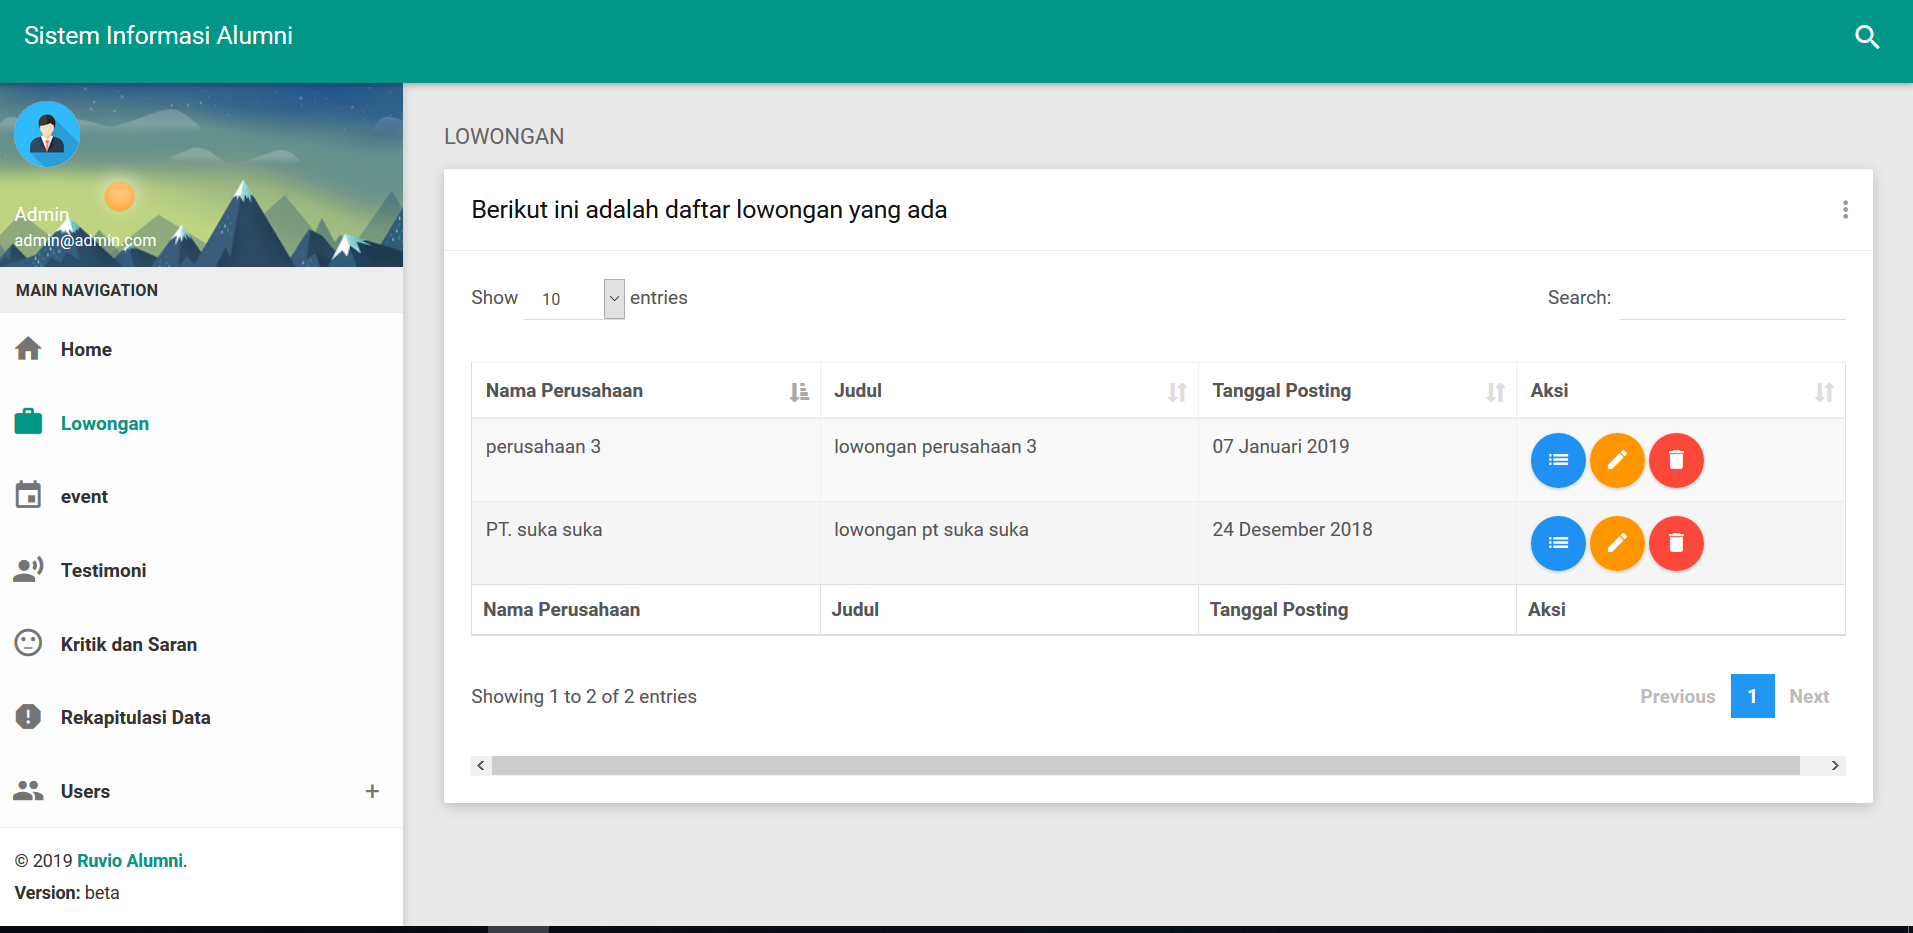 Sistem Informasi Alumni
Admin
admin@admin.com
MAIN NAVIGATION
Home
Lowongan
event
Testimoni
Kritik dan Saran
Rekapitulasi Data
Users +
© 2019 Ruvio Alumni.
Version: beta
LOWONGAN
Berikut ini adalah daftar lowongan yang ada
Show 10 entries Search:
Nama Perusahaan Judul Tanggal Posting Aksi
perusahaan 3 lowongan perusahaan 3 07 Januari 2019
PT. suka suka lowongan pt suka suka 24 Desember 2018
Nama Perusahaan Judul Tanggal Posting Aksi
Showing 1 to 2 of 2 entries Previous 1 Next